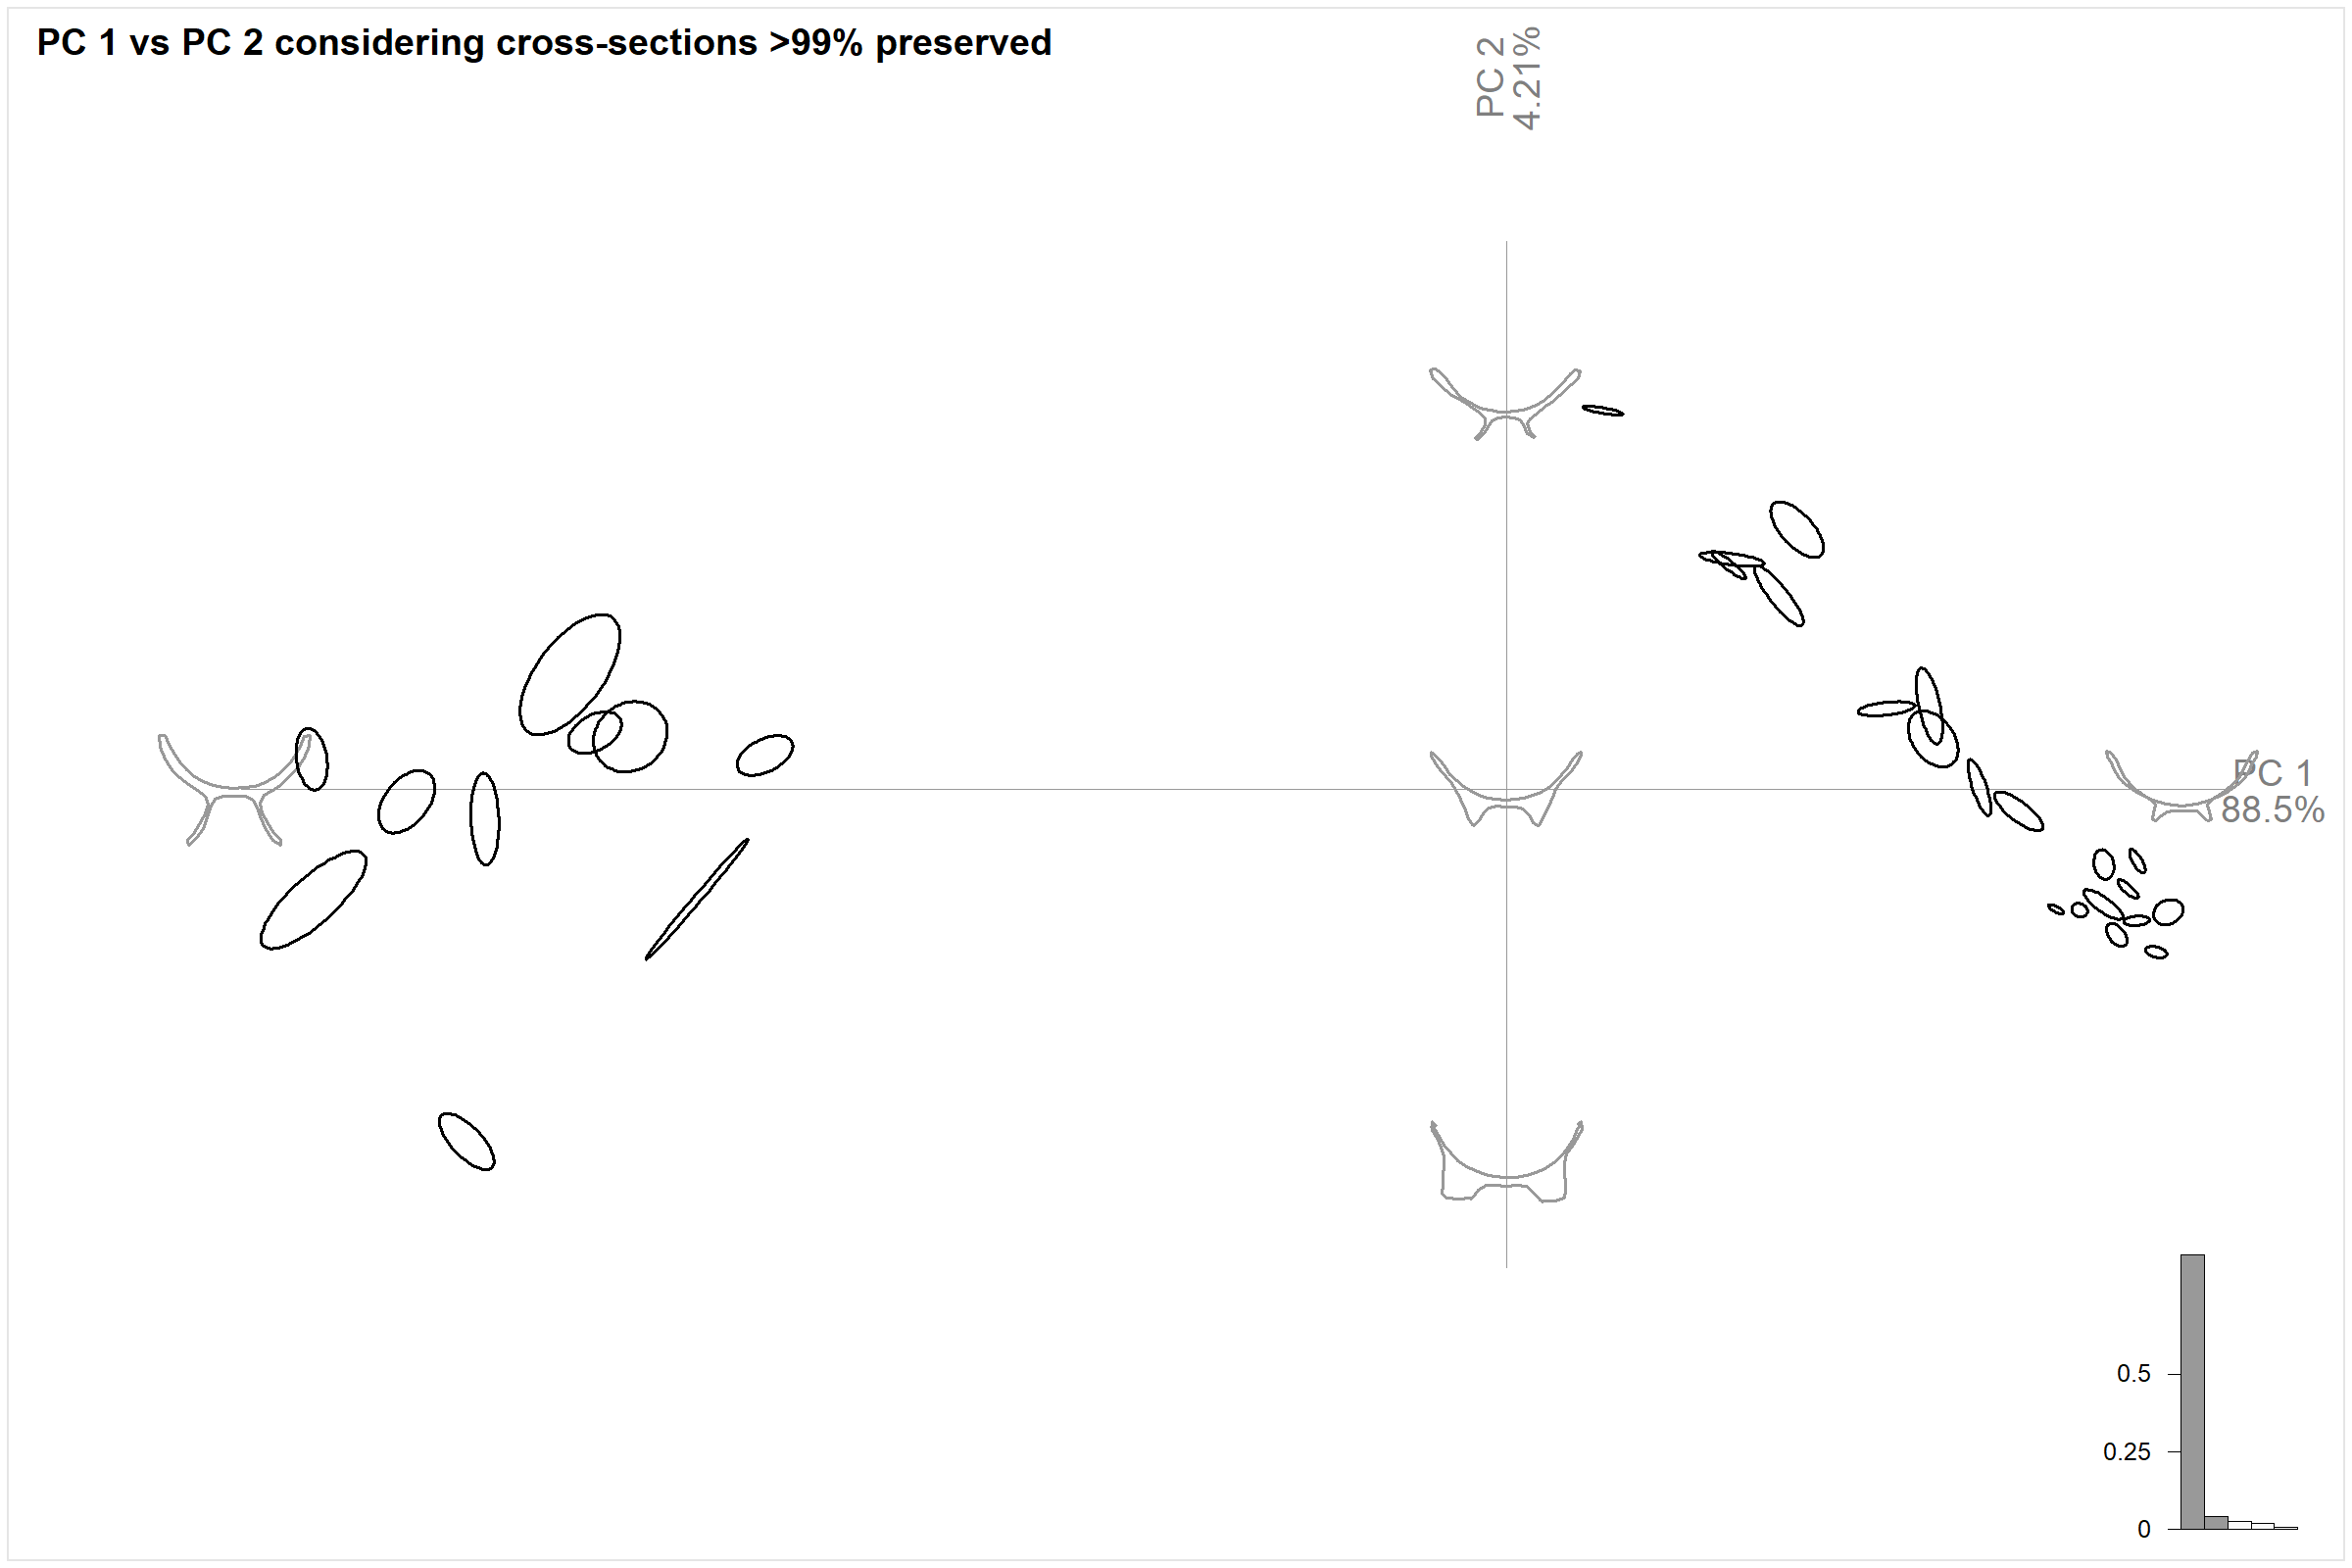 PC 1 vs PC 2 considering cross-sections >99% preserved
PC 2
4.21%
PC 1
88.5%
0.5
0.25
0